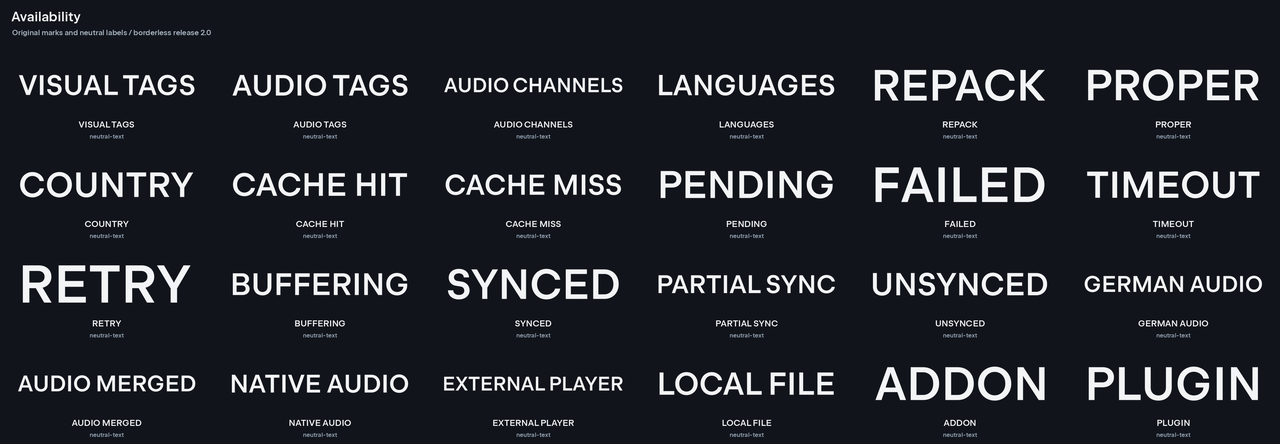 Availability
Original marks and neutral labels / borderless release 2.0
VISUAL TAGS AUDIO TAGS AUDIO CHANNELS LANGUAGES REPACK PROPER
VISUAL TAGS AUDIO TAGS AUDIO CHANNELS LANGUAGES REPACK PROPER
neutral-text neutral-text neutral-text neutral-text neutral-text neutral-text
COUNTRY CACHE HIT CACHE MISS PENDING FAILED TIMEOUT
COUNTRY CACHE HIT CACHE MISS PENDING FAILED TIMEOUT
neutral-text neutral-text neutral-text neutral-text neutral-text neutral-text
RETRY BUFFERING SYNCED PARTIAL SYNC UNSYNCED GERMAN AUDIO
RETRY BUFFERING SYNCED PARTIAL SYNC UNSYNCED GERMAN AUDIO
neutral-text neutral-text neutral-text neutral-text neutral-text neutral-text
AUDIO MERGED NATIVE AUDIO EXTERNAL PLAYER LOCAL FILE ADDON PLUGIN
AUDIO MERGED NATIVE AUDIO EXTERNAL PLAYER LOCAL FILE ADDON PLUGIN
neutral-text neutral-text neutral-text neutral-text neutral-text neutral-text